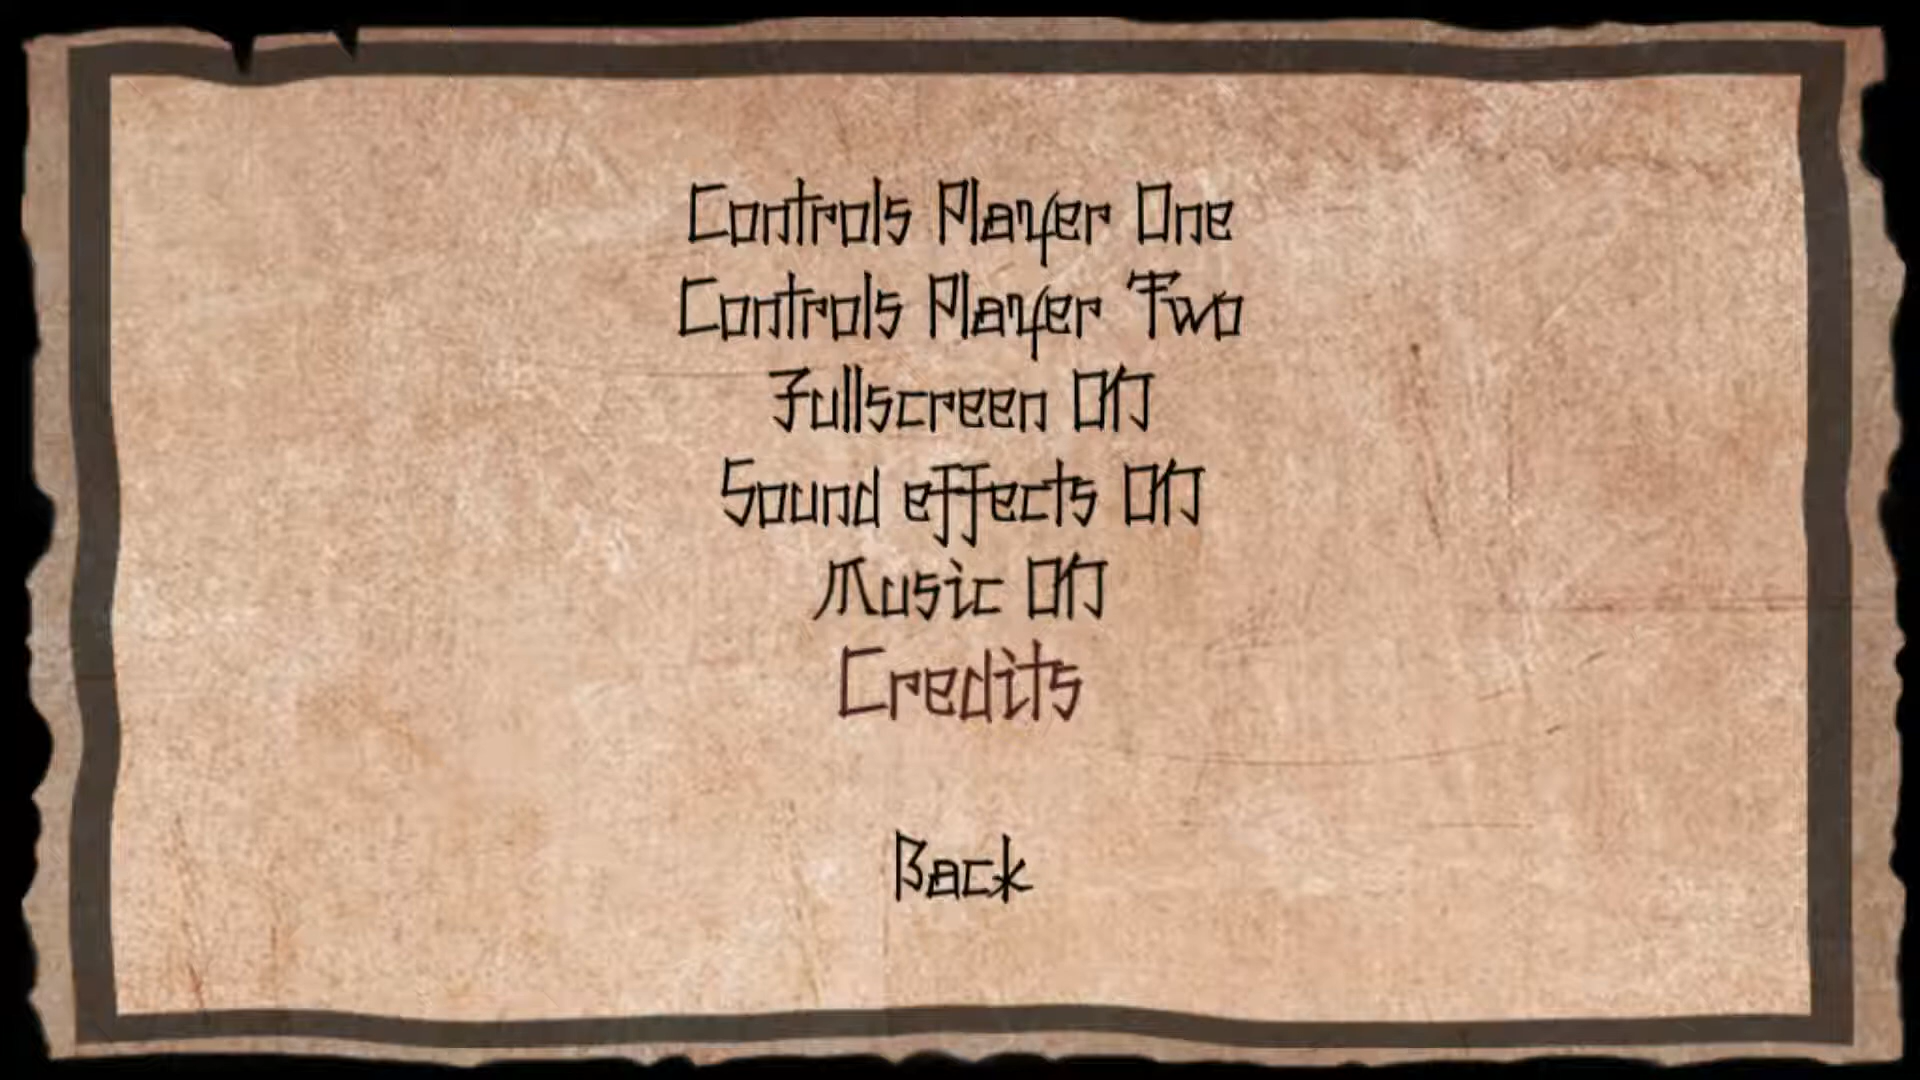 Controls Player One
Controls Player Two
Fullscreen ON
Sound effects ON
Music ON
Credits
Back